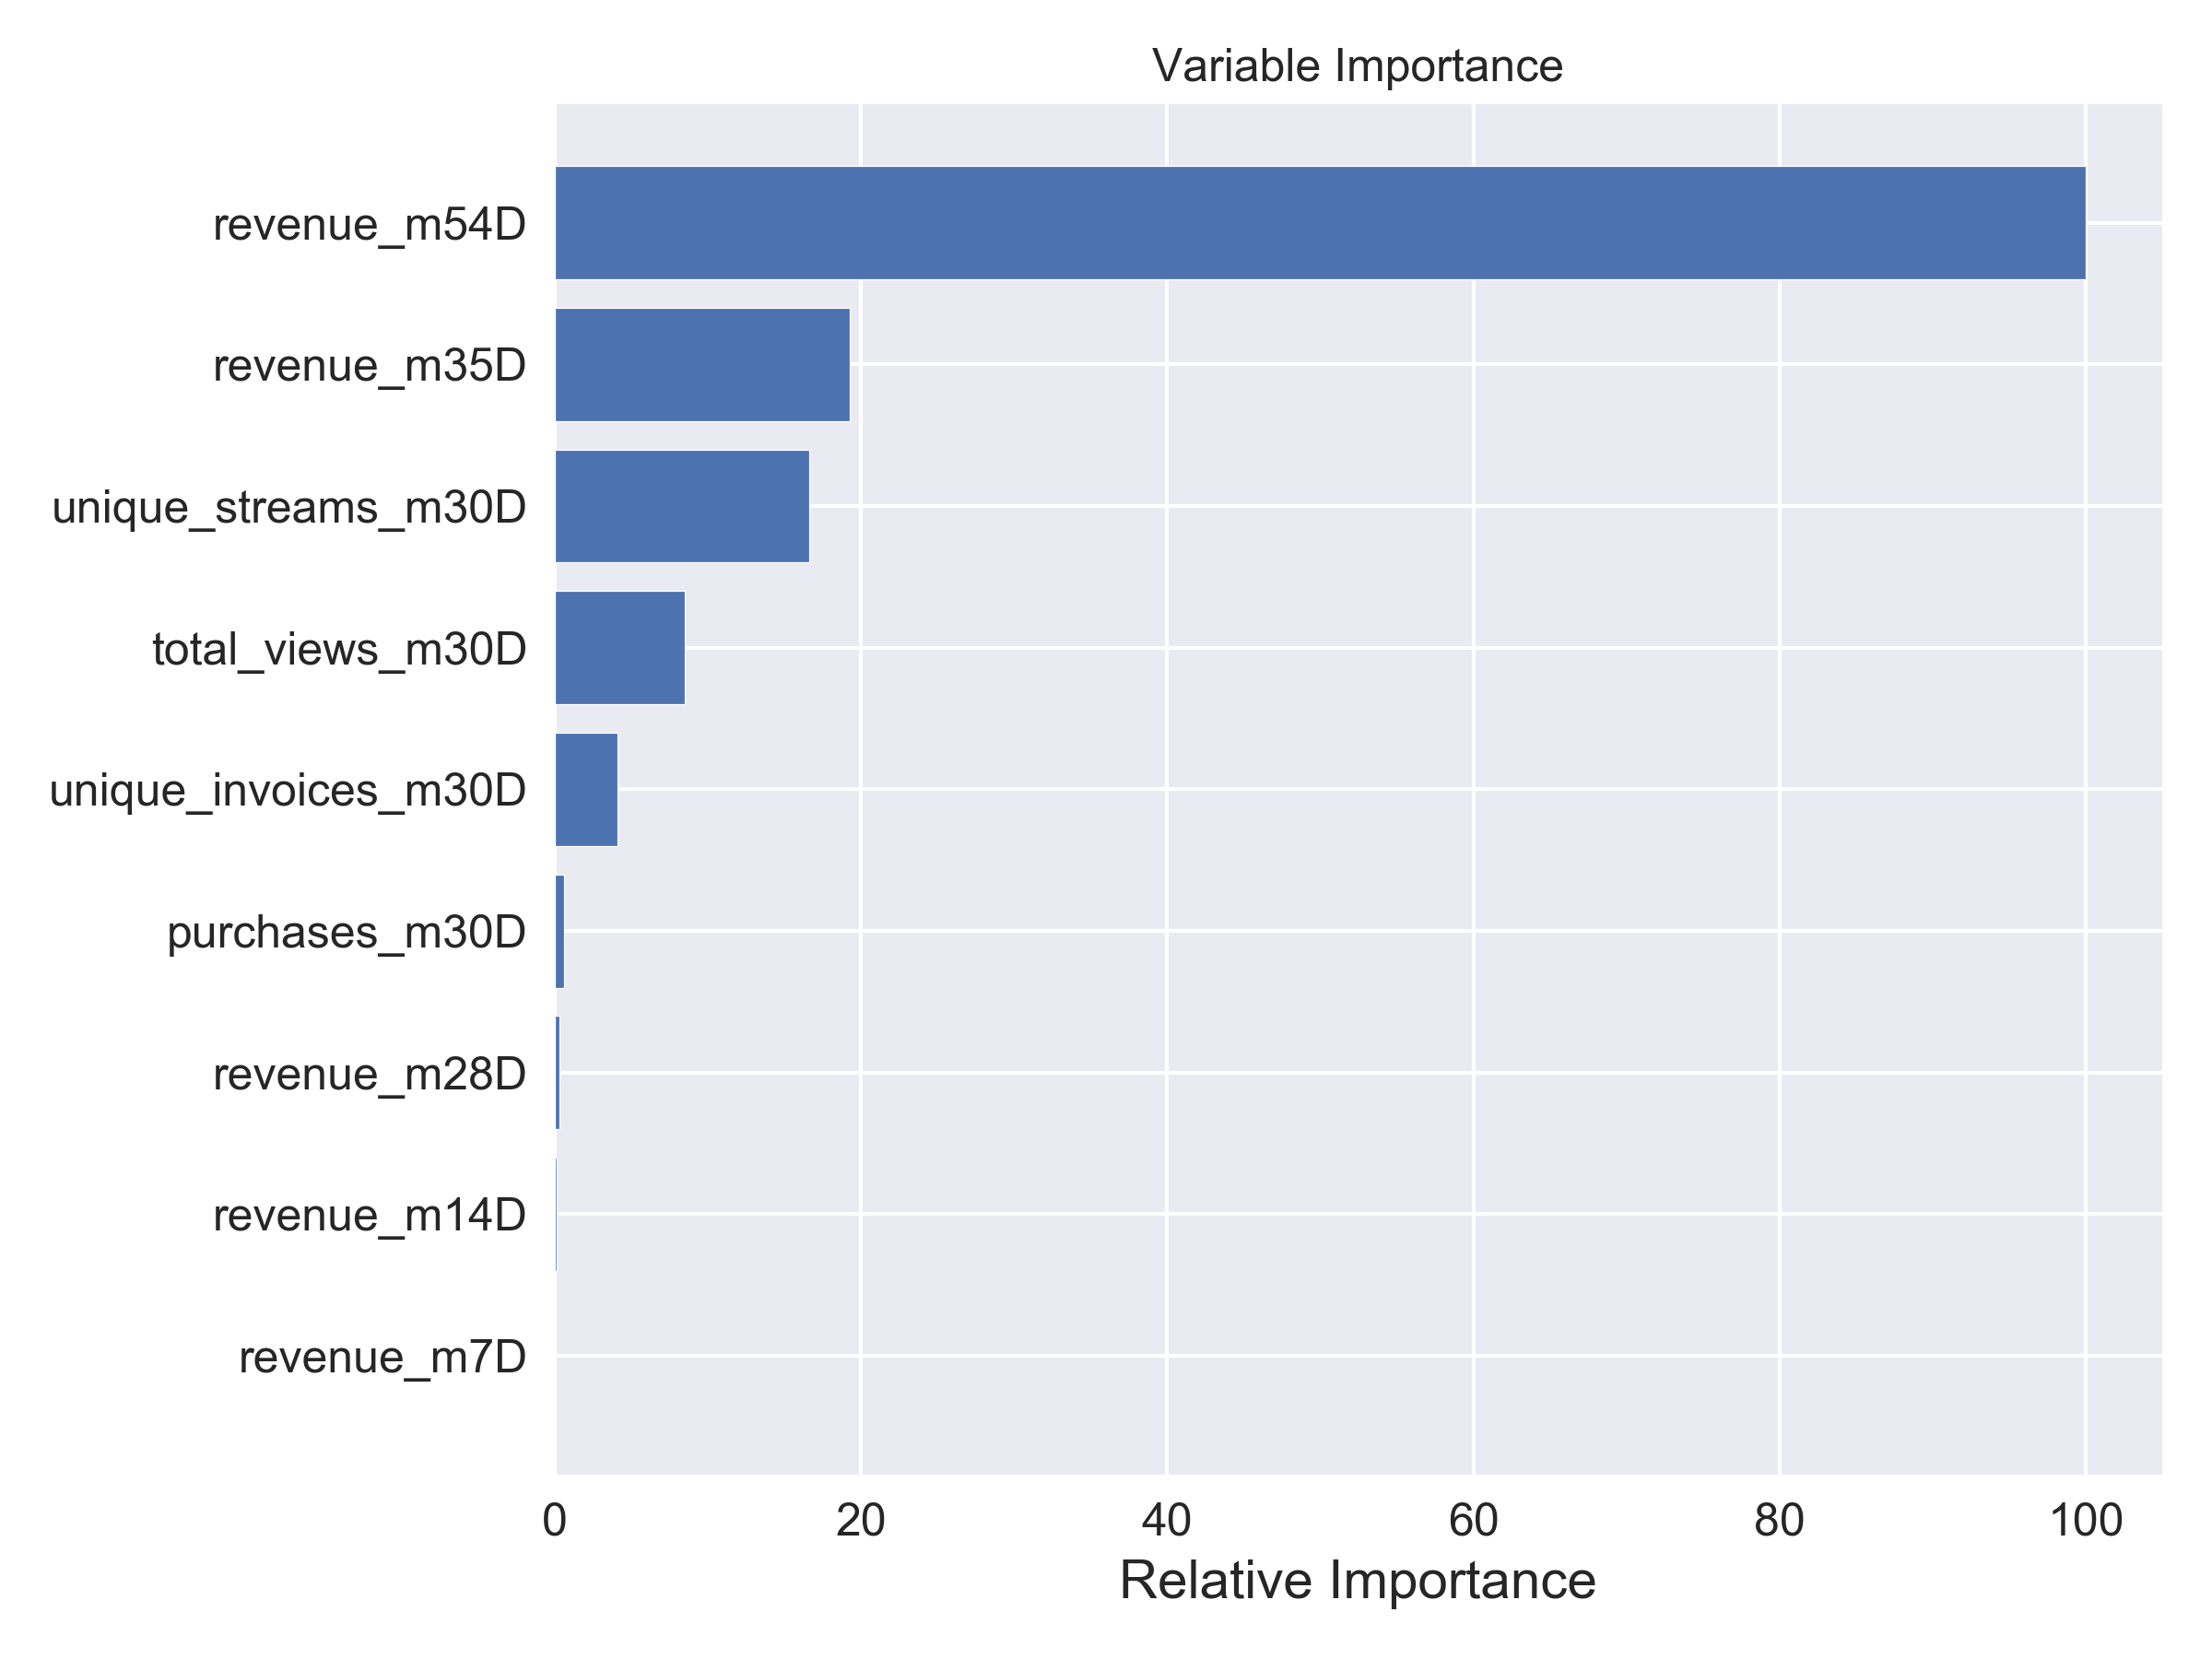 Variable Importance
revenue_m54D
revenue_m35D
unique_streams_m30D
total_views_m30D
unique_invoices_m30D
purchases_m30D
revenue_m28D
revenue_m14D
revenue_m7D
0 20 40 60 80 100
Relative Importance